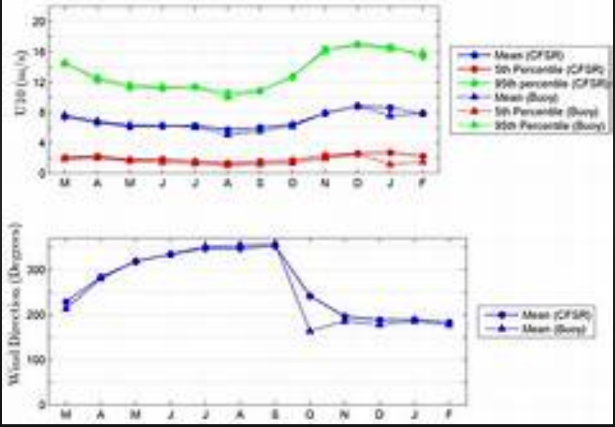 20
16
12
8
4
0
U10 (m/s)
M A M J J A S O N D J F
Mean (CFSR)
5th Percentile (CFSR)
95th percentile (CFSR)
Mean (Buoy)
5th Percentile (Buoy)
95th Percentile (Buoy)
300
200
100
0
Wind Direction (Degrees)
M A M J J A S O N D J F
Mean (CFSR)
Mean (Buoy)